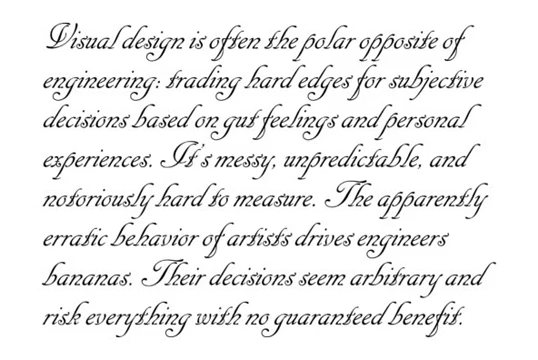 Visual design is often the polar opposite of
engineering: trading hard edges for subjective
decisions based on gut feelings and personal
experiences. It's messy, unpredictable, and
notoriously hard to measure. The apparently
erratic behavior of artists drives engineers
bananas. Their decisions seem arbitrary and
risk everything with no guaranteed benefit.